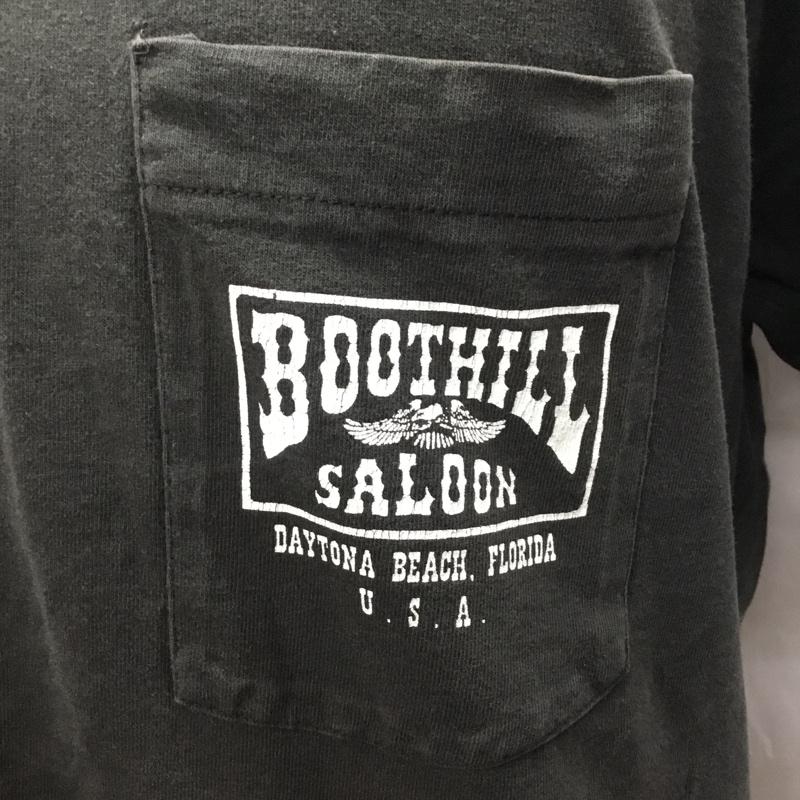 BOOTHILL
SALOON
DAYTONA BEACH, FLORIDA
U.S.A.